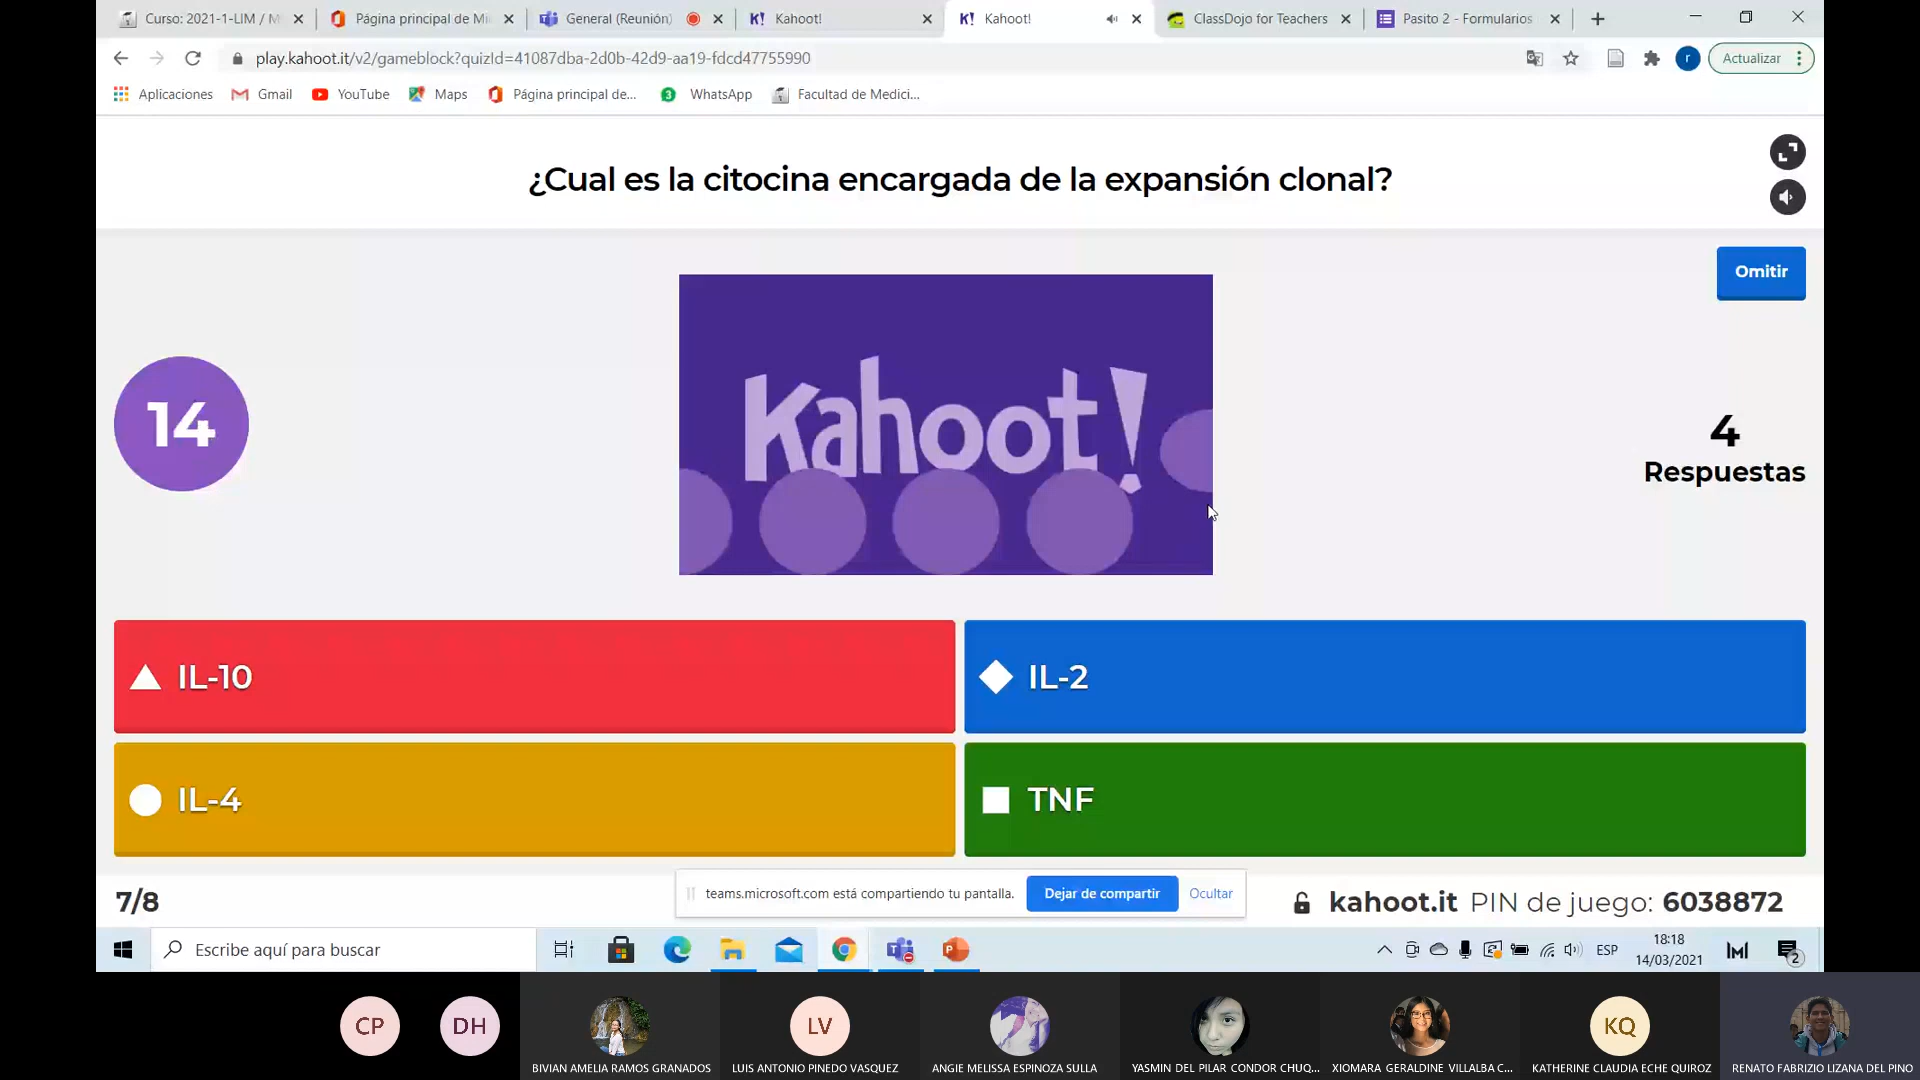 Curso: 2021-1-LIM / M
Página principal de Mi
General (Reunión)
Kahoot!
Kahoot!
ClassDojo for Teachers
Pasito 2 - Formularios
play.kahoot.it/v2/gameblock?quizId=41087dba-2d0b-42d9-aa19-fdcd47755990
Actualizar
Aplicaciones
Gmail
YouTube
Maps
Página principal de...
WhatsApp
Facultad de Medici...
¿Cual es la citocina encargada de la expansión clonal?
Omitir
14
Kahoot!
4
Respuestas
IL-10
IL-2
IL-4
TNF
7/8
teams.microsoft.com está compartiendo tu pantalla.
Dejar de compartir
Ocultar
kahoot.it PIN de juego: 6038872
Escribe aquí para buscar
ESP
18:18
14/03/2021
2
CP
DH
LV
KQ
BIVIAN AMELIA RAMOS GRANADOS
LUIS ANTONIO PINEDO VASQUEZ
ANGIE MELISSA ESPINOZA SULLA
YASMIN DEL PILAR CONDOR CHUQ...
XIOMARA GERALDINE VILLALBA C...
KATHERINE CLAUDIA ECHE QUIROZ
RENATO FABRIZIO LIZANA DEL PINO